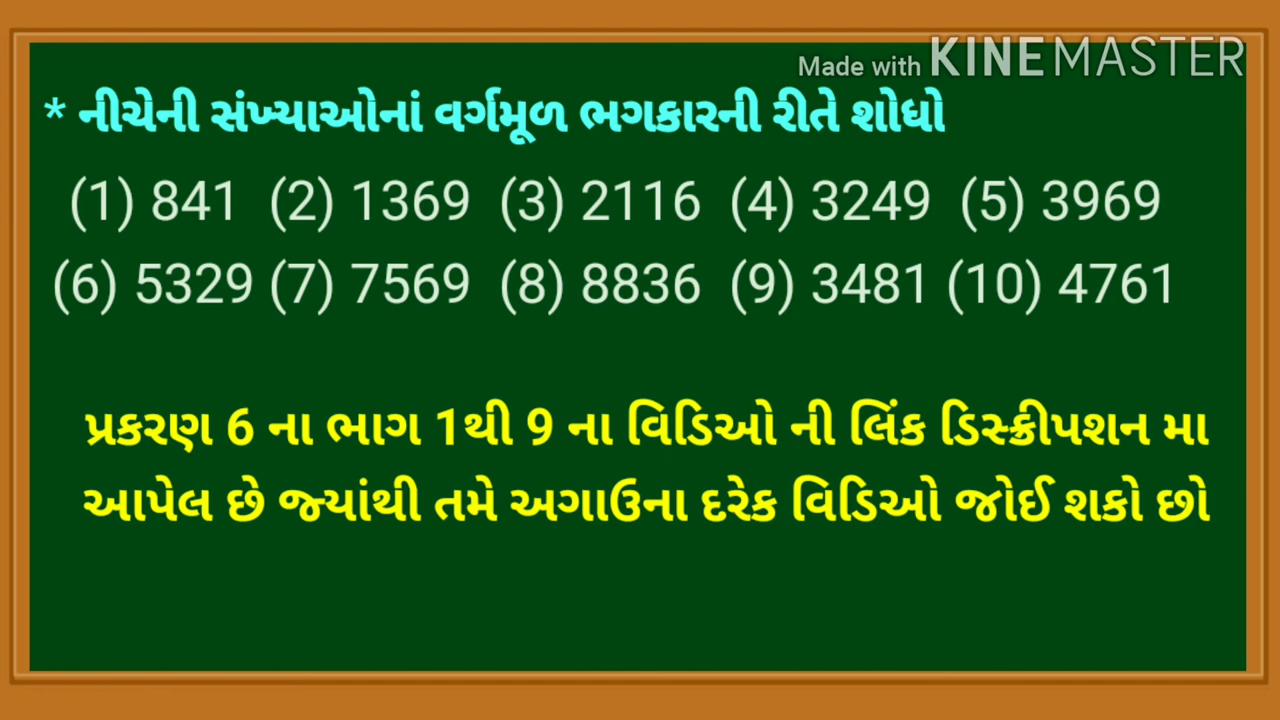 Made with KINEMASTER
* નીચેની સંખ્યાઓનાં વર્ગમૂળ ભગકારની રીતે શોધો
(1) 841 (2) 1369 (3) 2116 (4) 3249 (5) 3969
(6) 5329 (7) 7569 (8) 8836 (9) 3481 (10) 4761
પ્રકરણ 6 ના ભાગ 1થી 9 ના વિડિઓ ની લિંક ડિસ્ક્રીપશન મા
આપેલ છે જ્યાંથી તમે અગાઉના દરેક વિડિઓ જોઈ શકો છો